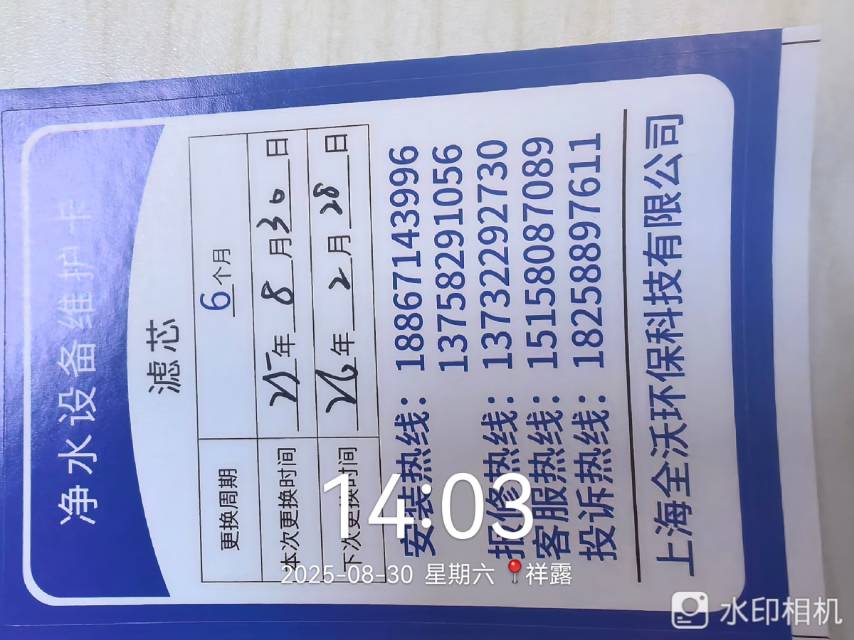 净水设备维护卡
滤芯
更换周期 6个月
本次更换时间 25年8月30日
下次更换时间 26年2月28日
安装热线：18867143996
13758291056
报修热线：13732292730
客服热线：15158087089
投诉热线：18258897611
上海全沃环保科技有限公司
14:03
2025-08-30 星期六 祥露
水印相机